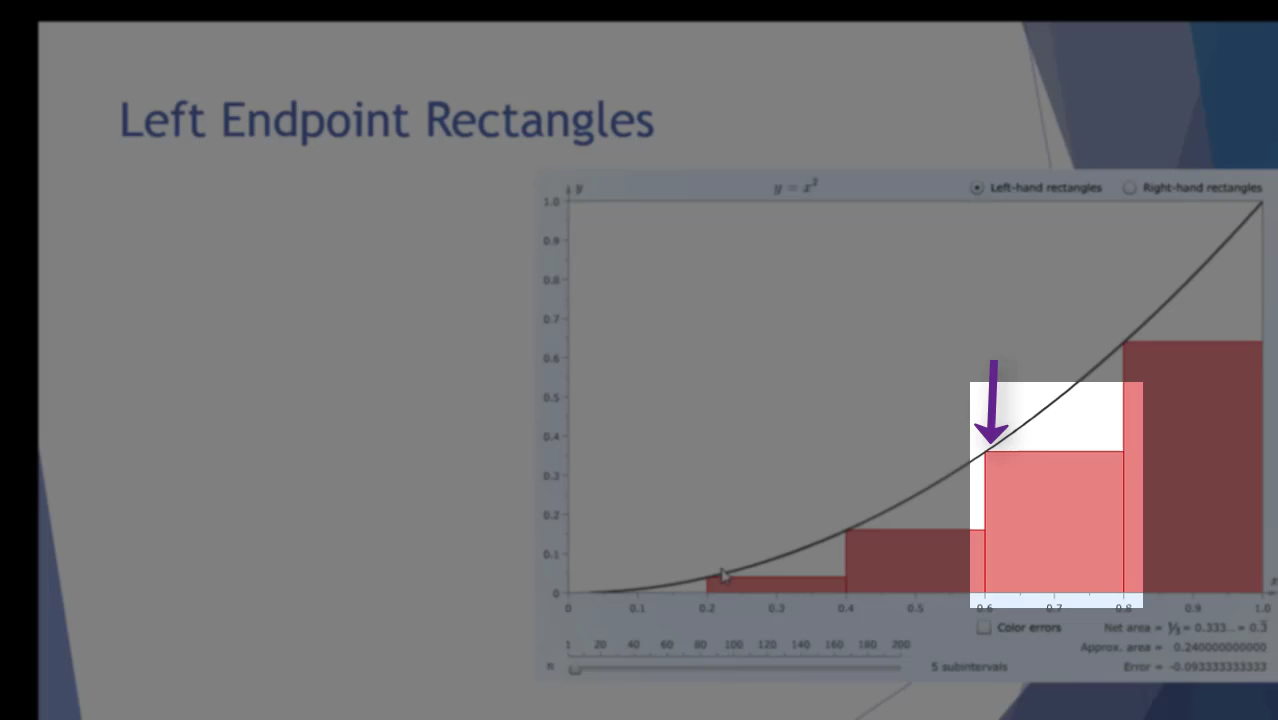 Left Endpoint Rectangles
y
y = x²
Left-hand rectangles
Right-hand rectangles
1.0
0.9
0.8
0.7
0.6
0.5
0.4
0.3
0.2
0.1
0
0 0.1 0.2 0.3 0.4 0.5 0.6 0.7 0.8 0.9 1.0
x
Color errors
Net area = ⅓ = 0.333... = 0.3̅
1 20 40 60 80 100 120 140 160 180 200
Approx. area = 0.240000000000
n
5 subintervals
Error = -0.093333333333